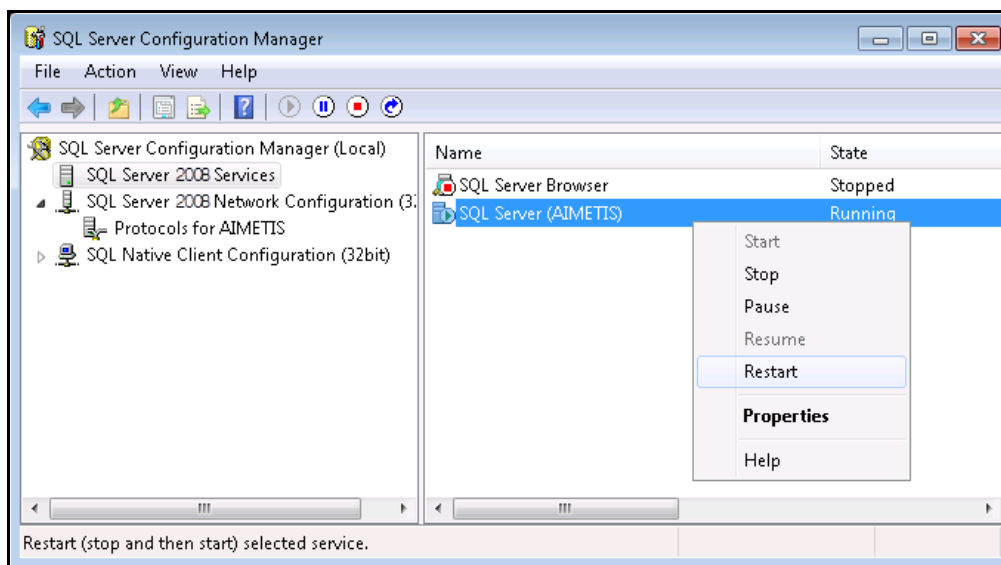 SQL Server Configuration Manager
File Action View Help
SQL Server Configuration Manager (Local)
SQL Server 2008 Services
SQL Server 2008 Network Configuration (3
Protocols for AIMETIS
SQL Native Client Configuration (32bit)
Name State
SQL Server Browser Stopped
SQL Server (AIMETIS) Running
Start
Stop
Pause
Resume
Restart
Properties
Help
Restart (stop and then start) selected service.